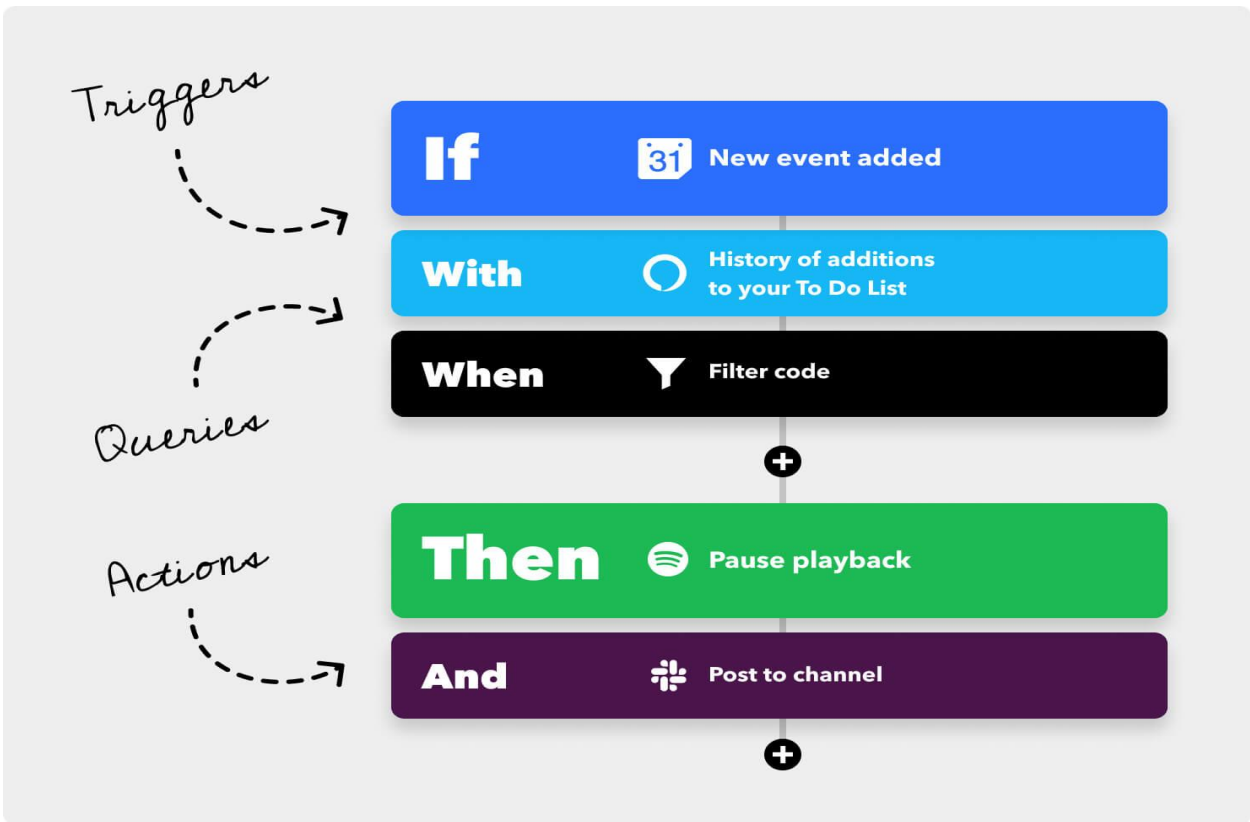 Triggers
If
31
New event added
With
History of additions
to your To Do List
When
Filter code
Queries
Then
Pause playback
Actions
And
Post to channel